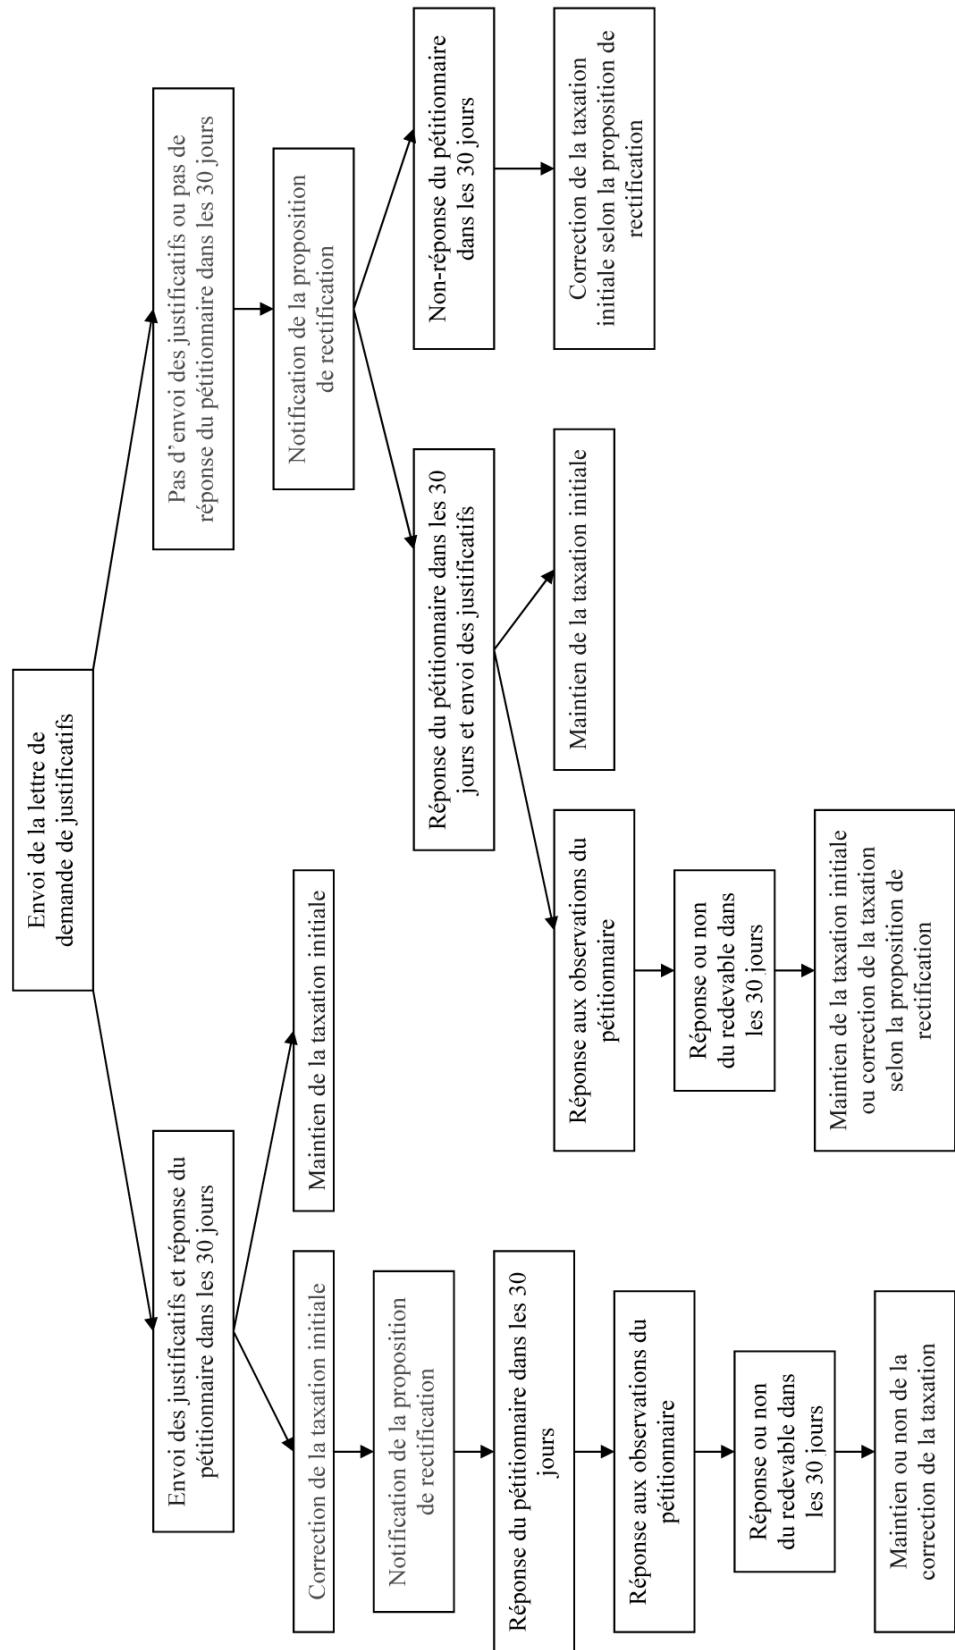 Envoi de la lettre de
demande de justificatifs
Envoi des justificatifs et réponse du
pétitionnaire dans les 30 jours
Pas d’envoi des justificatifs ou pas de
réponse du pétitionnaire dans les 30 jours
Correction de la taxation initiale
Maintien de la taxation initiale
Notification de la proposition
de rectification
Notification de la proposition
de rectification
Réponse du pétitionnaire dans les 30
jours
Réponse du pétitionnaire dans les 30
jours et envoi des justificatifs
Non-réponse du pétitionnaire
dans les 30 jours
Réponse aux observations du
pétitionnaire
Réponse aux observations du
pétitionnaire
Maintien de la taxation initiale
Correction de la taxation
initiale selon la proposition de
rectification
Réponse ou non
du redevable dans
les 30 jours
Réponse ou non
du redevable dans
les 30 jours
Maintien ou non de la
correction de la taxation
Maintien de la taxation initiale
ou correction de la taxation
selon la proposition de
rectification